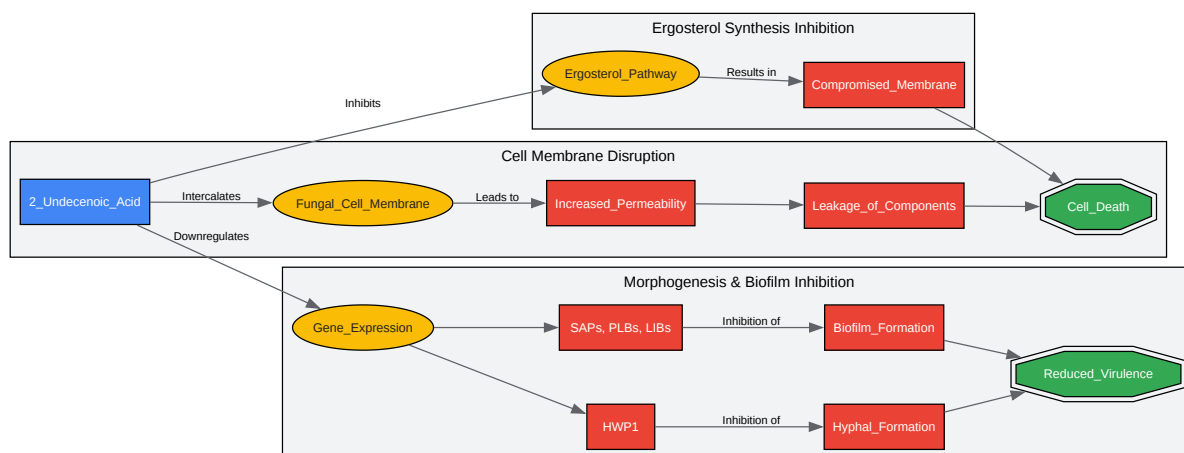 Ergosterol Synthesis Inhibition
Ergosterol_Pathway
Results in
Compromised_Membrane
Inhibits
Cell Membrane Disruption
2_Undecenoic_Acid
Intercalates
Fungal_Cell_Membrane
Leads to
Increased_Permeability
Leakage_of_Components
Cell_Death
Downregulates
Morphogenesis & Biofilm Inhibition
Gene_Expression
SAPs, PLBs, LIBs
Inhibition of
Biofilm_Formation
Reduced_Virulence
HWP1
Inhibition of
Hyphal_Formation